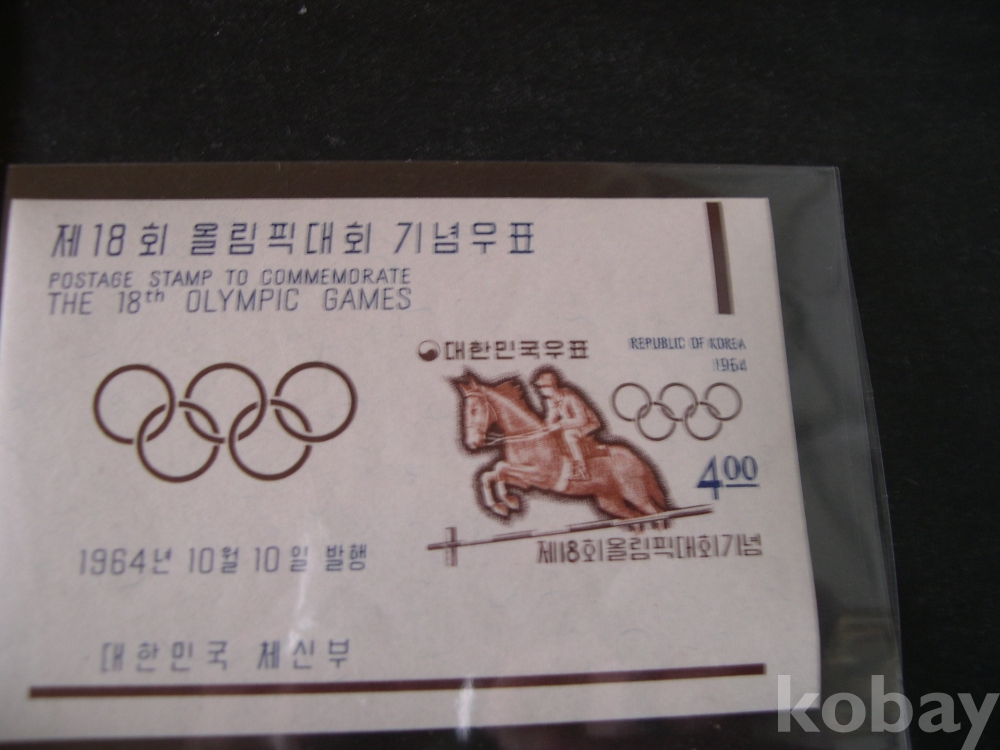 제18회 올림픽대회 기념우표
POSTAGE STAMP TO COMMEMORATE
THE 18th OLYMPIC GAMES
대한민국우표
REPUBLIC OF KOREA
1964
400
제18회올림픽대회기념
1964년 10월 10일 발행
대한민국 체신부
kobay